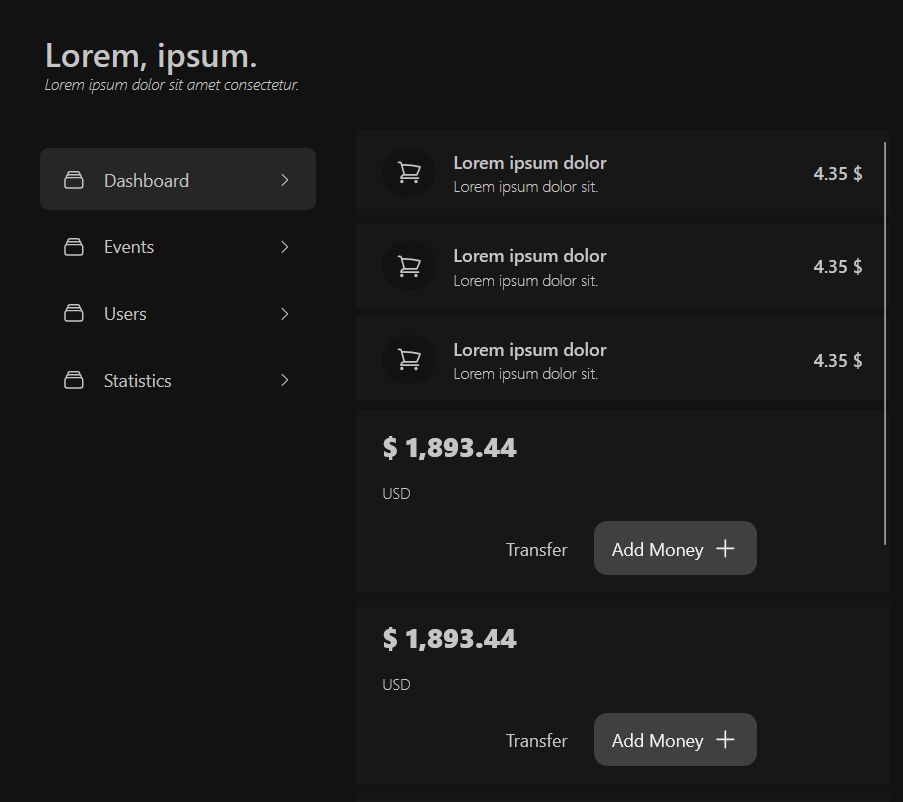 Lorem, ipsum.
Lorem ipsum dolor sit amet consectetur.
Dashboard
Events
Users
Statistics
Lorem ipsum dolor
Lorem ipsum dolor sit.
4.35 $
Lorem ipsum dolor
Lorem ipsum dolor sit.
4.35 $
Lorem ipsum dolor
Lorem ipsum dolor sit.
4.35 $
$ 1,893.44
USD
Transfer
Add Money
$ 1,893.44
USD
Transfer
Add Money